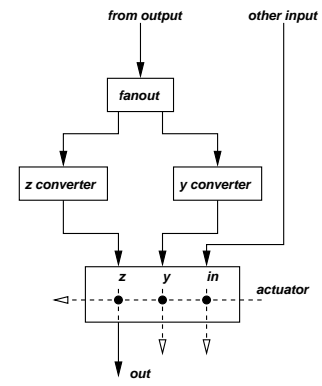 from output other input
fanout
z converter y converter
z y in
actuator
out